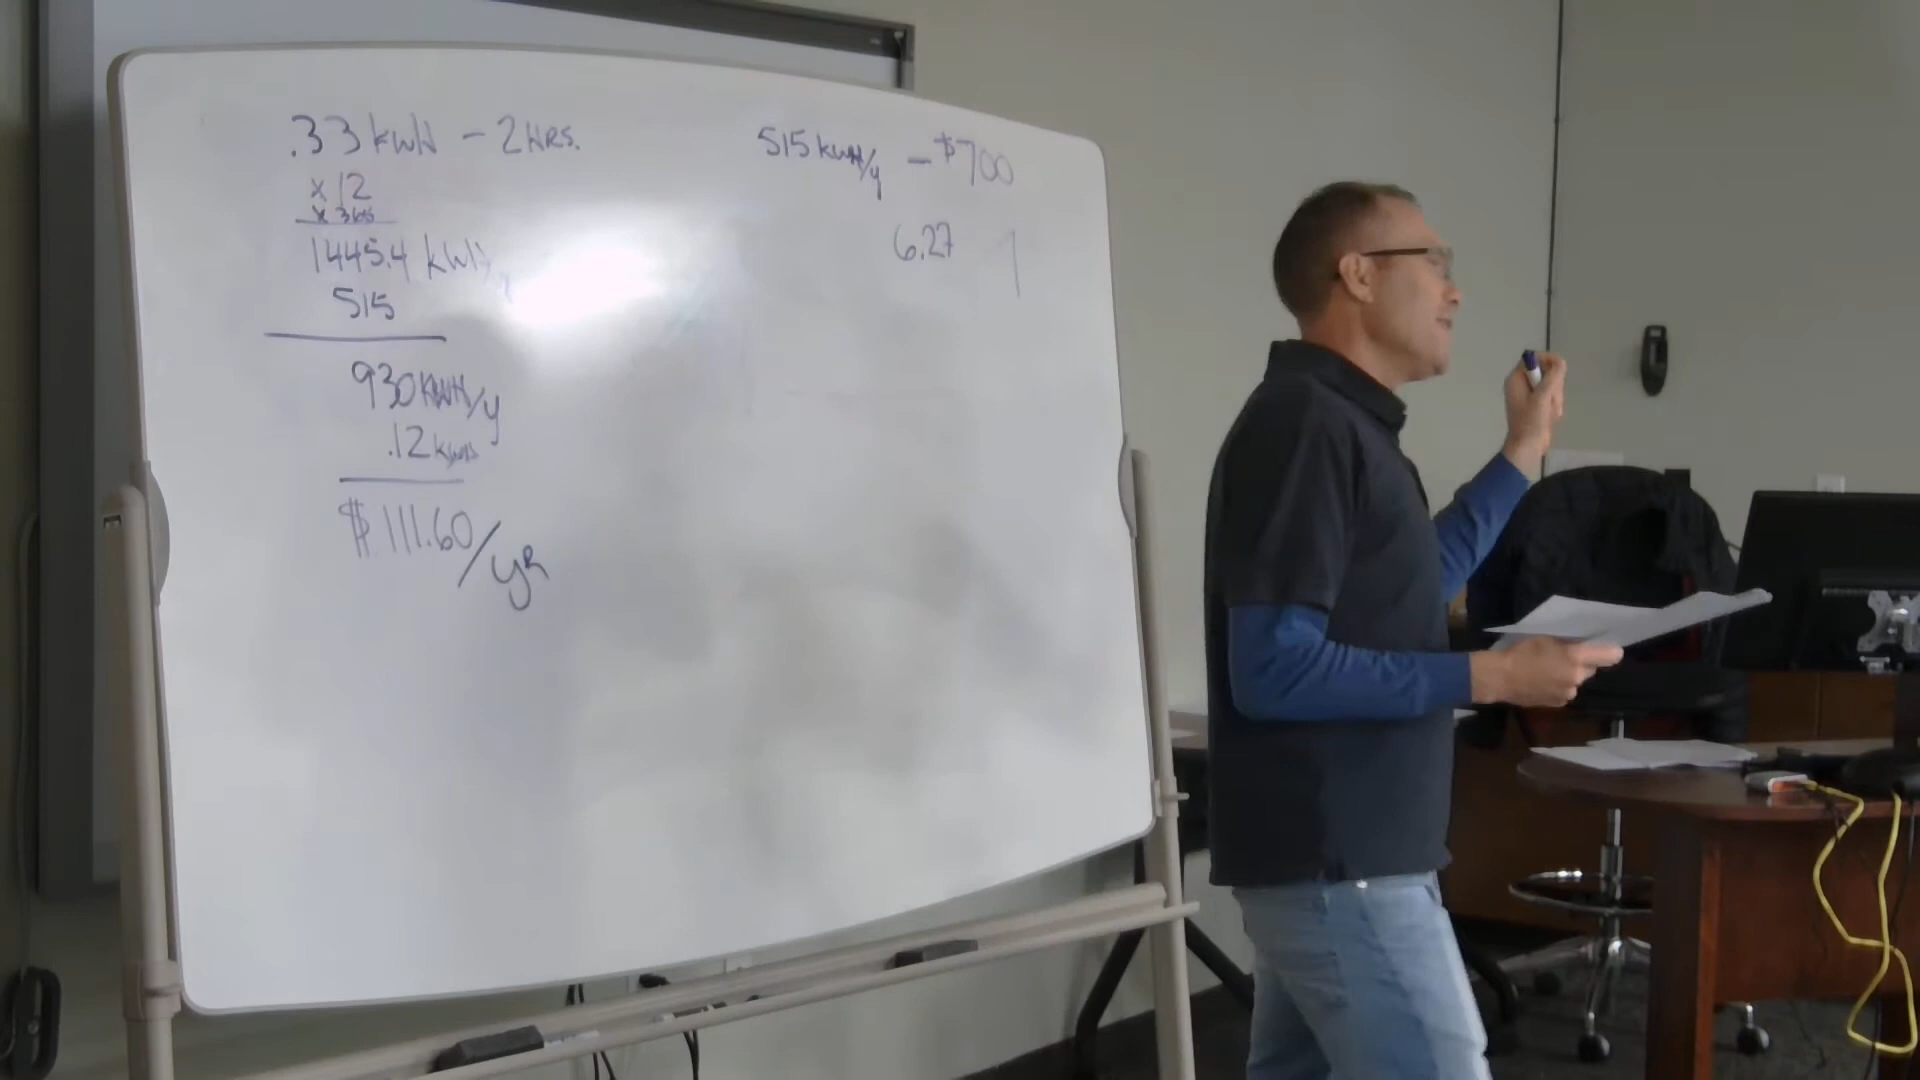 .33 kWH - 2 HRS.
x 12
x 365
1445.4 kWH/y
515
930 KWH/y
.12 kWH
$ 111.60/yR
515 kWH/y - $700
6.27